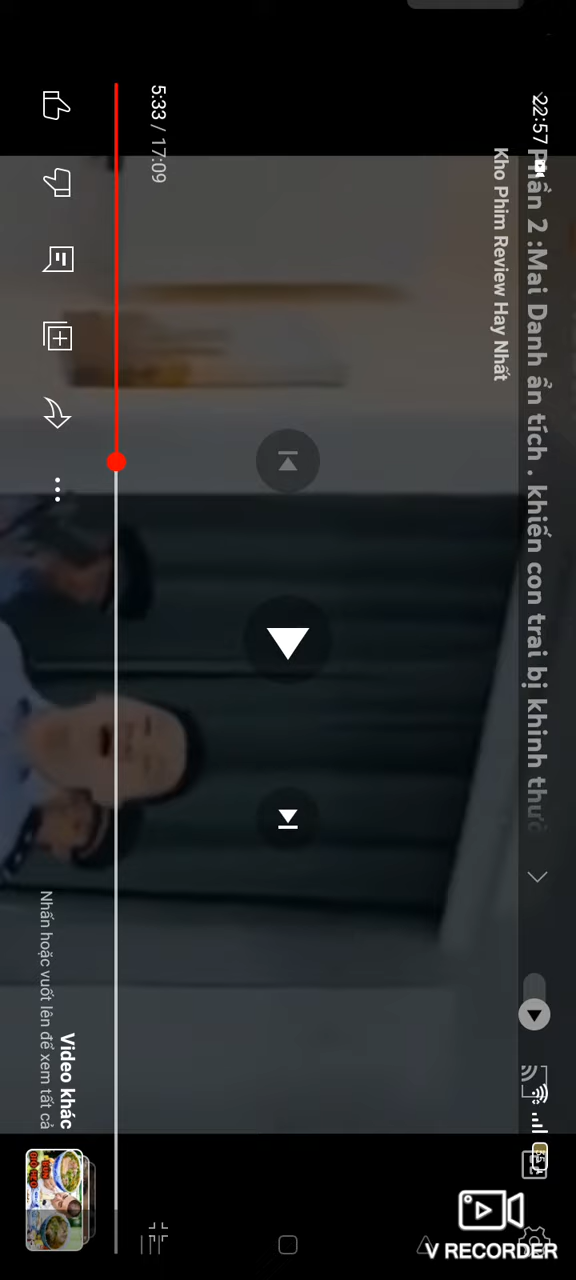 22:57
Phần 2 :Mai Danh ẩn tích . khiến con trai bị khinh thườ
Kho Phim Review Hay Nhất
5:33 / 17:09
Video khác
Nhấn hoặc vuốt lên để xem tất cả
V RECORDER